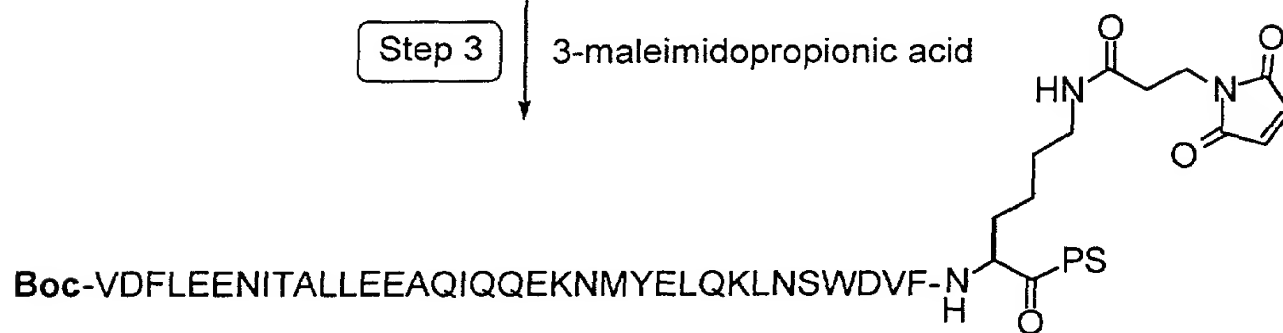 Step 3
3-maleimidopropionic acid
O
O
HN
N
O
O
Boc-VDFLEENITALLEEAQIQQEKNMYELQKLNSWDVF-N
H
PS
O